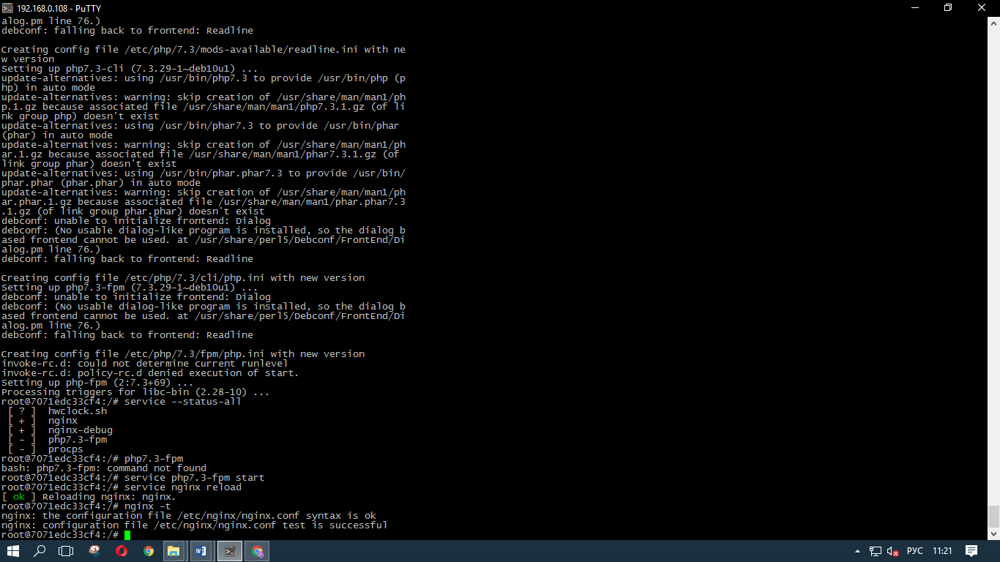 192.168.0.108 - PuTTY
alog.pm line 76.)
debconf: falling back to frontend: Readline
Creating config file /etc/php/7.3/mods-available/readline.ini with ne
w version
Setting up php7.3-cli (7.3.29-1~deb10u1) ...
update-alternatives: using /usr/bin/php7.3 to provide /usr/bin/php (p
hp) in auto mode
update-alternatives: warning: skip creation of /usr/share/man/man1/ph
p.1.gz because associated file /usr/share/man/man1/php7.3.1.gz (of li
nk group php) doesn't exist
update-alternatives: using /usr/bin/phar7.3 to provide /usr/bin/phar
(phar) in auto mode
update-alternatives: warning: skip creation of /usr/share/man/man1/ph
ar.1.gz because associated file /usr/share/man/man1/phar7.3.1.gz (of
link group phar) doesn't exist
update-alternatives: using /usr/bin/phar.phar7.3 to provide /usr/bin/
phar.phar (phar.phar) in auto mode
update-alternatives: warning: skip creation of /usr/share/man/man1/ph
ar.phar.1.gz because associated file /usr/share/man/man1/phar.phar7.3
.1.gz (of link group phar.phar) doesn't exist
debconf: unable to initialize frontend: Dialog
debconf: (No usable dialog-like program is installed, so the dialog b
ased frontend cannot be used. at /usr/share/perl5/Debconf/FrontEnd/Di
alog.pm line 76.)
debconf: falling back to frontend: Readline
Creating config file /etc/php/7.3/cli/php.ini with new version
Setting up php7.3-fpm (7.3.29-1~deb10u1) ...
debconf: unable to initialize frontend: Dialog
debconf: (No usable dialog-like program is installed, so the dialog b
ased frontend cannot be used. at /usr/share/perl5/Debconf/FrontEnd/Di
alog.pm line 76.)
debconf: falling back to frontend: Readline
Creating config file /etc/php/7.3/fpm/php.ini with new version
invoke-rc.d: could not determine current runlevel
invoke-rc.d: policy-rc.d denied execution of start.
Setting up php-fpm (2:7.3+69) ...
Processing triggers for libc-bin (2.28-10) ...
root@7071edc33cf4:/# service --status-all
[ ? ]  hwclock.sh
[ + ]  nginx
[ + ]  nginx-debug
[ - ]  php7.3-fpm
[ - ]  procps
root@7071edc33cf4:/# php7.3-fpm
bash: php7.3-fpm: command not found
root@7071edc33cf4:/# service php7.3-fpm start
root@7071edc33cf4:/# service nginx reload
[ ok ] Reloading nginx: nginx.
root@7071edc33cf4:/# nginx -t
nginx: the configuration file /etc/nginx/nginx.conf syntax is ok
nginx: configuration file /etc/nginx/nginx.conf test is successful
root@7071edc33cf4:/#
РУС 11:21